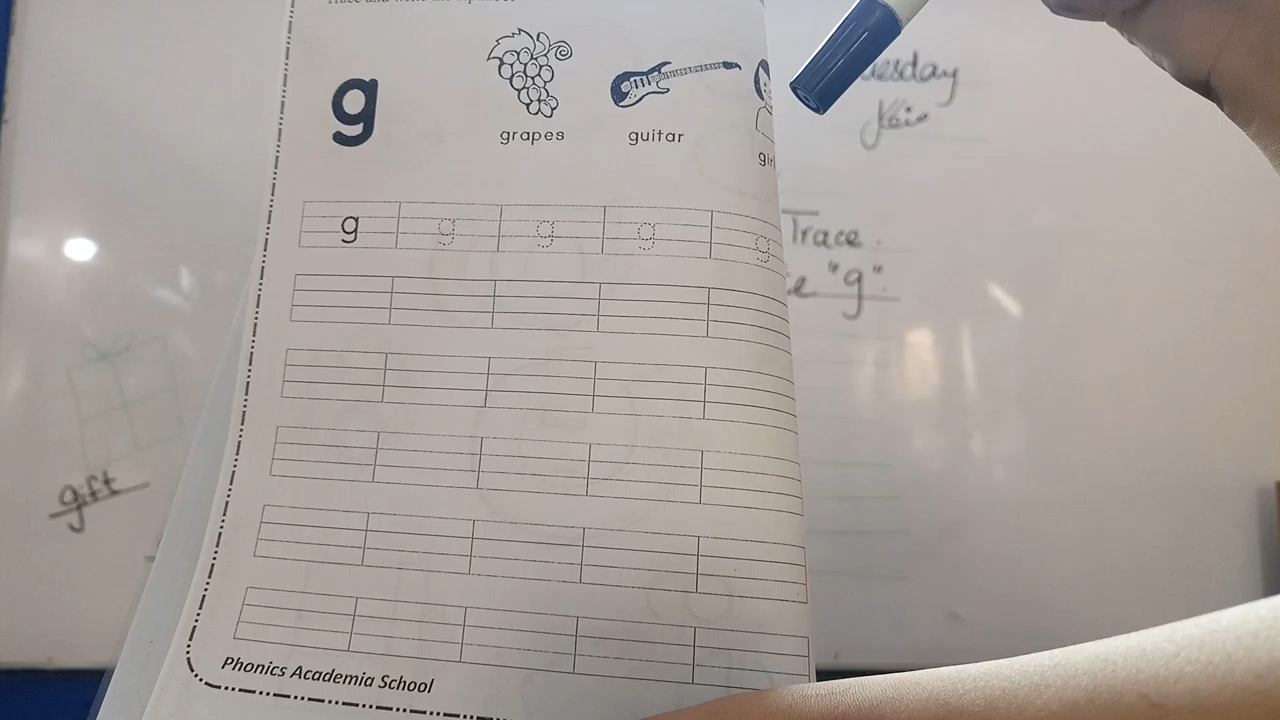 g
grapes
guitar
g g g g g
Phonics Academia School
Trace.
"g".
gift